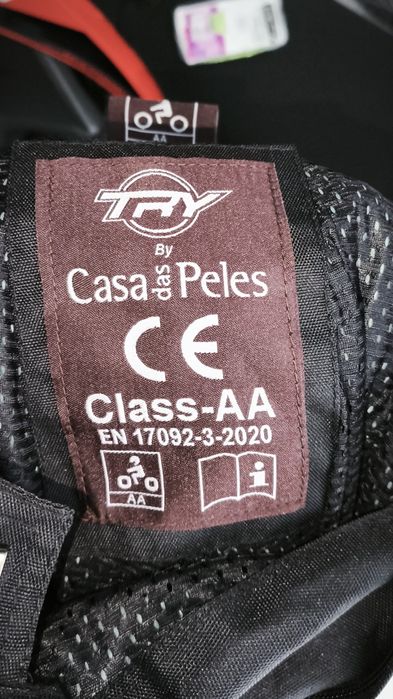 AA
TRY
By
Casa das Peles
CE
Class-AA
EN 17092-3-2020
AA
i